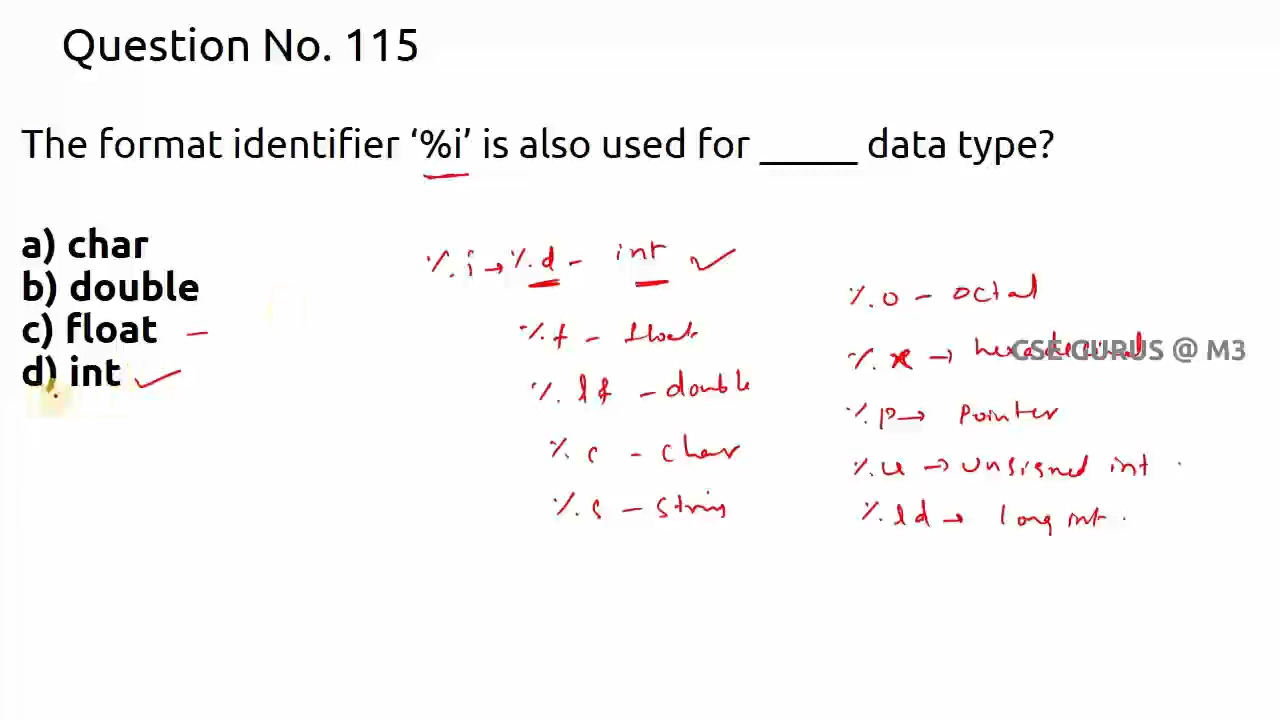 Question No. 115
The format identifier ‘%i’ is also used for _____ data type?
a) char
b) double
c) float –
d) int ✓
%i → %d – int ✓
%f – float
%lf – double
%c – char
%s – string
%o – octal
%x → hexadecimal
CSE GURUS @ M3
%p → pointer
%u → unsigned int
%ld → long int